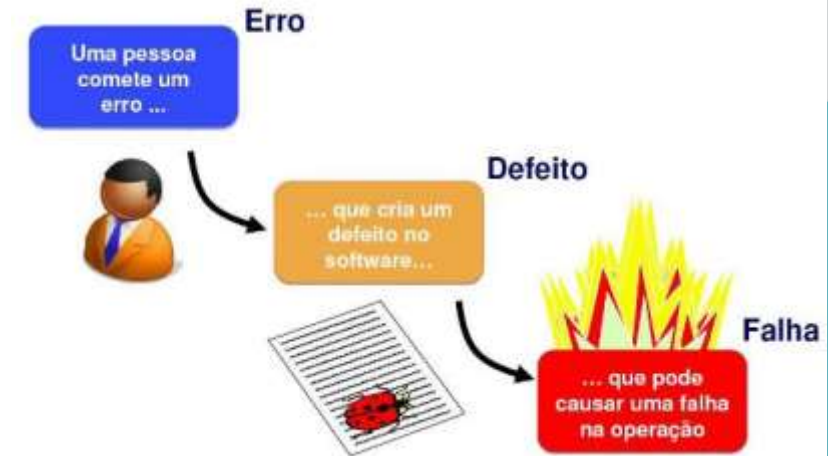 Erro
Uma pessoa
comete um
erro ...
Defeito
... que cria um
defeito no
software...
Falha
... que pode
causar uma falha
na operação